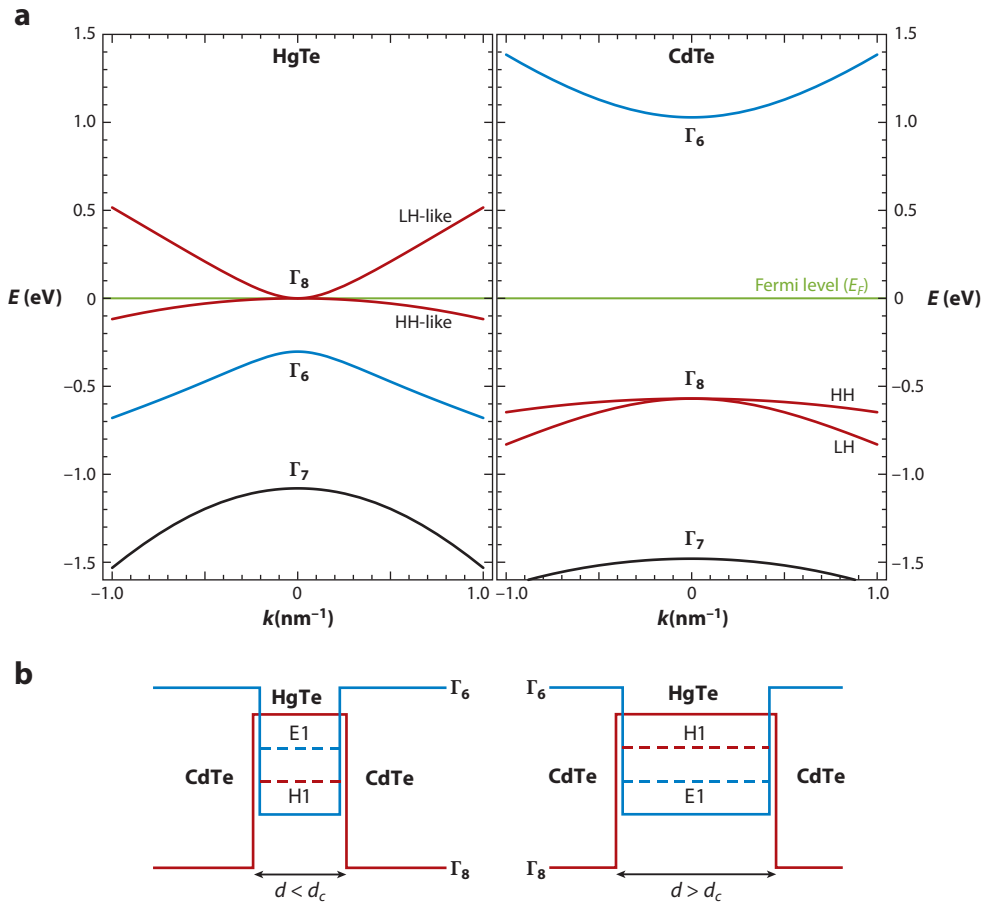 a
HgTe
CdTe
1.5
1.0
0.5
0
−0.5
−1.0
−1.5
E (eV)
LH-like
Γ8
HH-like
Γ6
Γ7
−1.0
0
1.0
k(nm−1)
Γ6
Fermi level (EF)
Γ8
HH
LH
Γ7
1.5
1.0
0.5
0
−0.5
−1.0
−1.5
E (eV)
−1.0
0
1.0
k(nm−1)
b
Γ6
HgTe
E1
CdTe
H1
CdTe
Γ8
d < dc
Γ6
HgTe
H1
CdTe
E1
CdTe
Γ8
d > dc